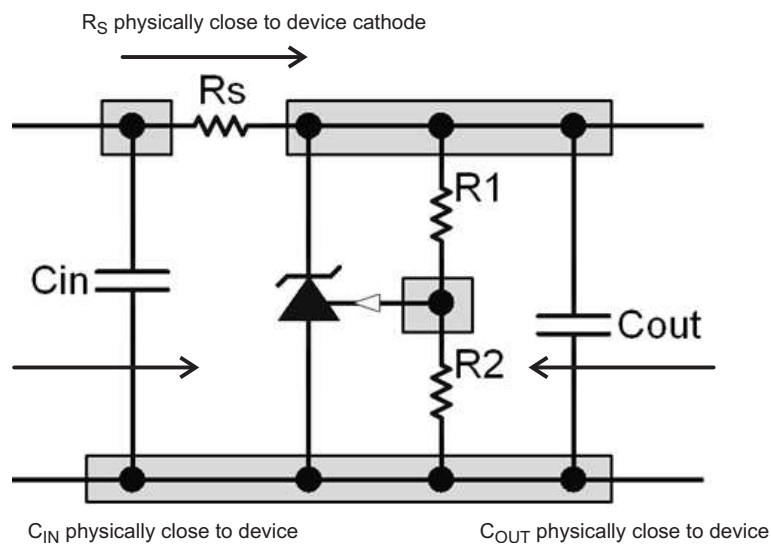 R_S physically close to device cathode
Rs
R1
Cin
Cout
R2
C_IN physically close to device
C_OUT physically close to device